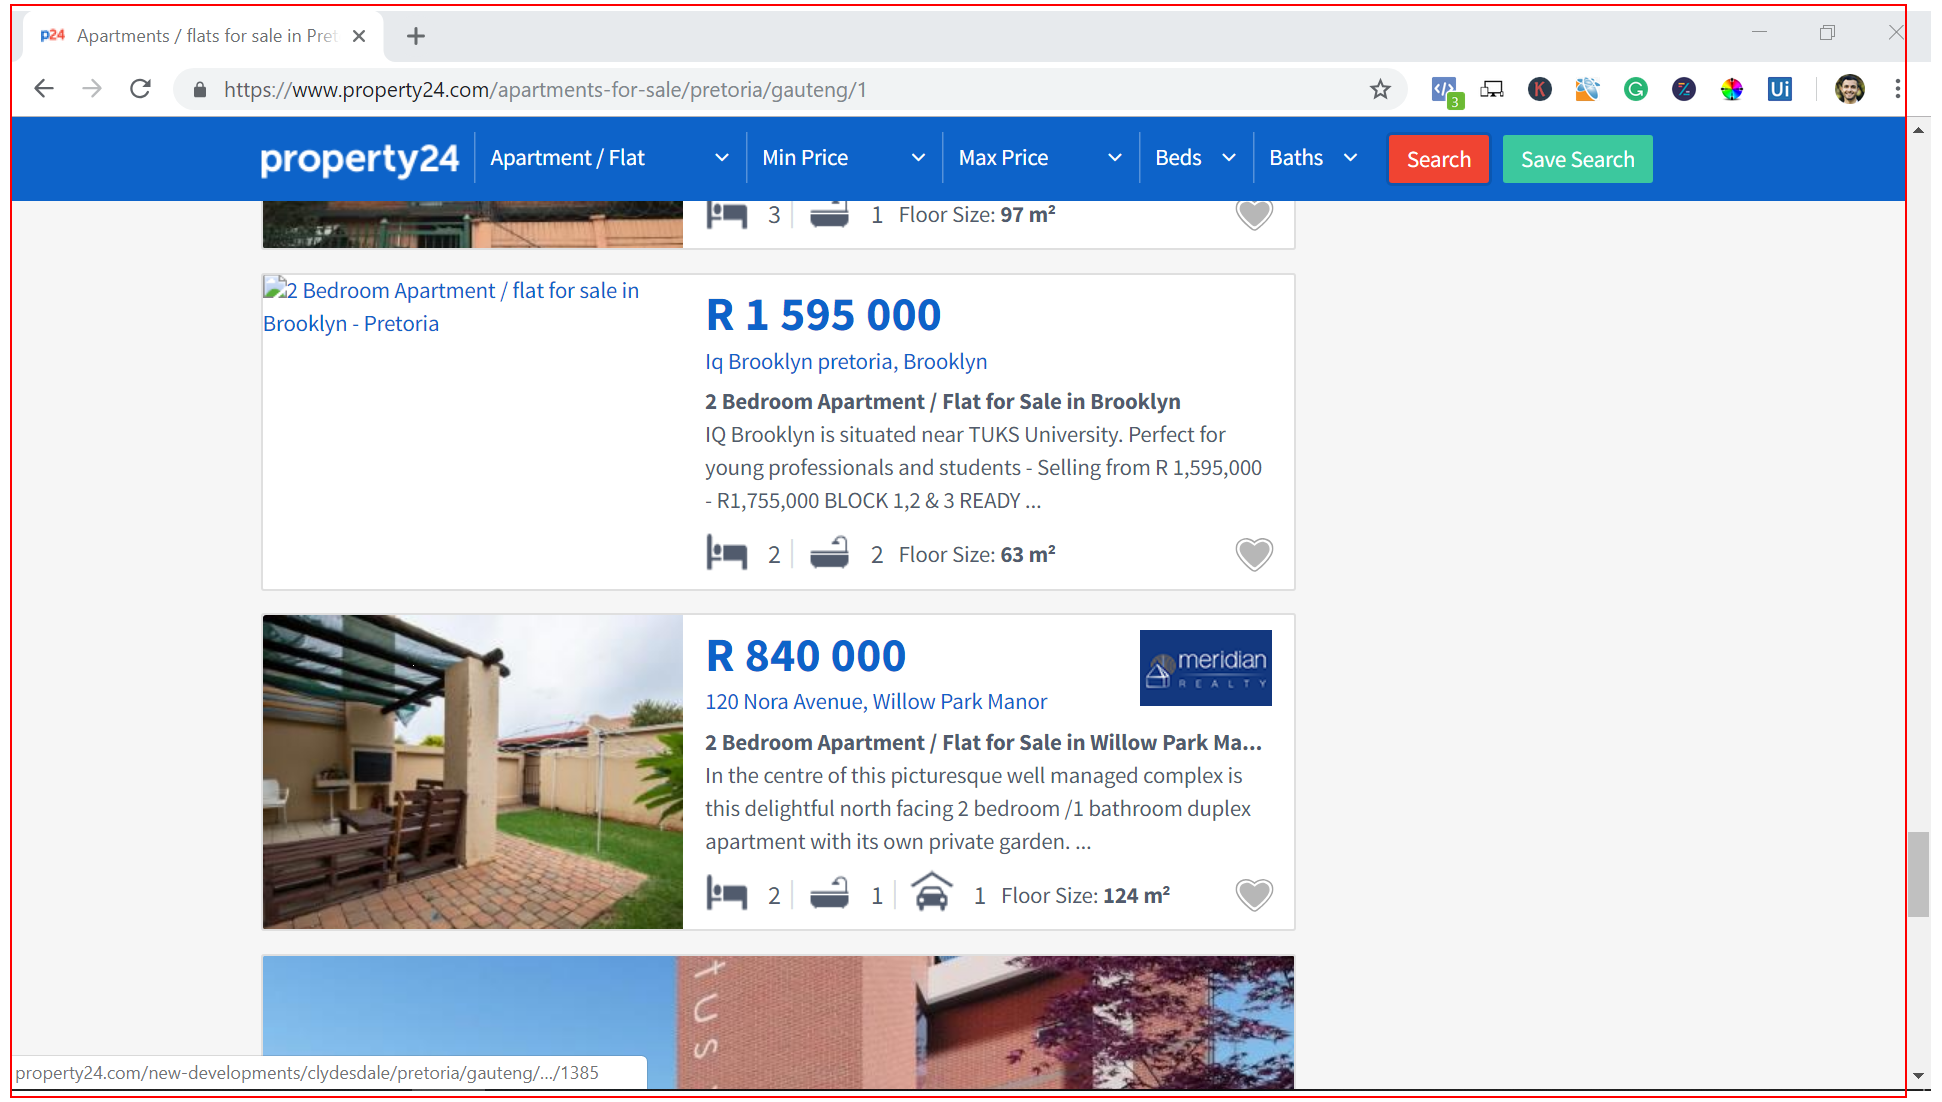 p24 Apartments / flats for sale in Pret
https://www.property24.com/apartments-for-sale/pretoria/gauteng/1
3
K
G
Ui
property24 Apartment / Flat Min Price Max Price Beds Baths Search Save Search
3 1 Floor Size: 97 m²
2 Bedroom Apartment / flat for sale in
Brooklyn - Pretoria
R 1 595 000
Iq Brooklyn pretoria, Brooklyn
2 Bedroom Apartment / Flat for Sale in Brooklyn
IQ Brooklyn is situated near TUKS University. Perfect for
young professionals and students - Selling from R 1,595,000
- R1,755,000 BLOCK 1,2 & 3 READY ...
2 2 Floor Size: 63 m²
R 840 000
meridian
REALTY
120 Nora Avenue, Willow Park Manor
2 Bedroom Apartment / Flat for Sale in Willow Park Ma...
In the centre of this picturesque well managed complex is
this delightful north facing 2 bedroom /1 bathroom duplex
apartment with its own private garden. ...
2 1 1 Floor Size: 124 m²
tus
property24.com/new-developments/clydesdale/pretoria/gauteng/.../1385